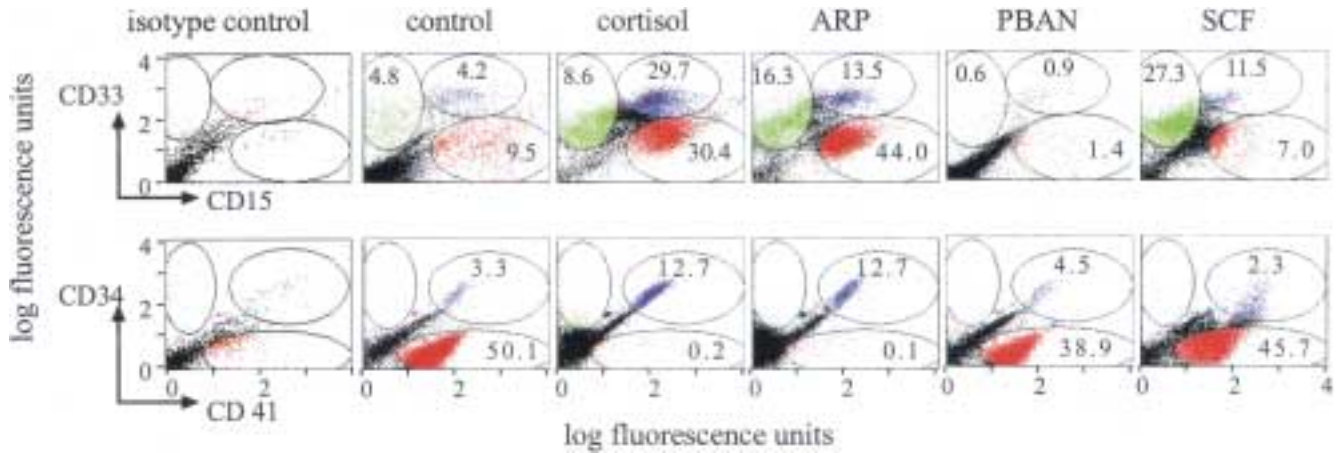 isotype control control cortisol ARP PBAN SCF
log fluorescence units
CD33
4
2
0
4.8 4.2 9.5
8.6 29.7 30.4
16.3 13.5 44.0
0.6 0.9 1.4
27.3 11.5 7.0
CD15
log fluorescence units
CD34
4
2
0
3.3 50.1
12.7 0.2
12.7 0.1
4.5 38.9
2.3 45.7
0 2 0 2 0 2 0 2 0 2 0 2 4
CD 41
log fluorescence units